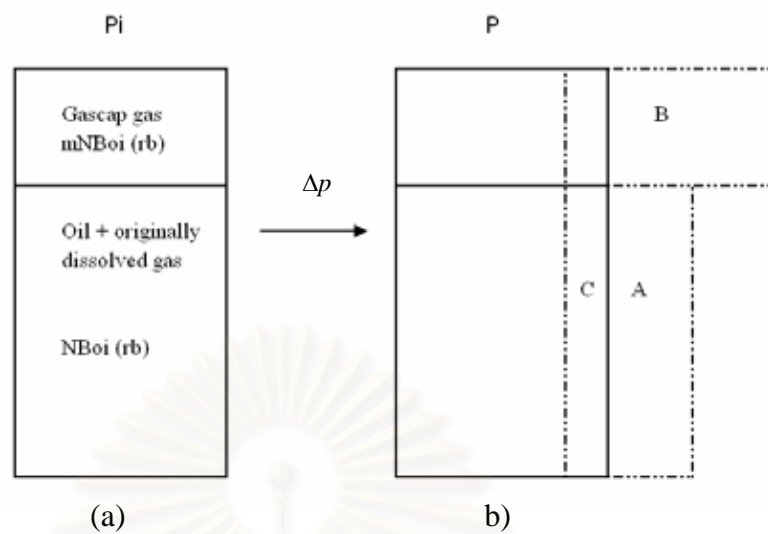 Pi
P
Gascap gas
mNBoi (rb)
B
Δp
Oil + originally
dissolved gas
C
A
NBoi (rb)
(a)
b)